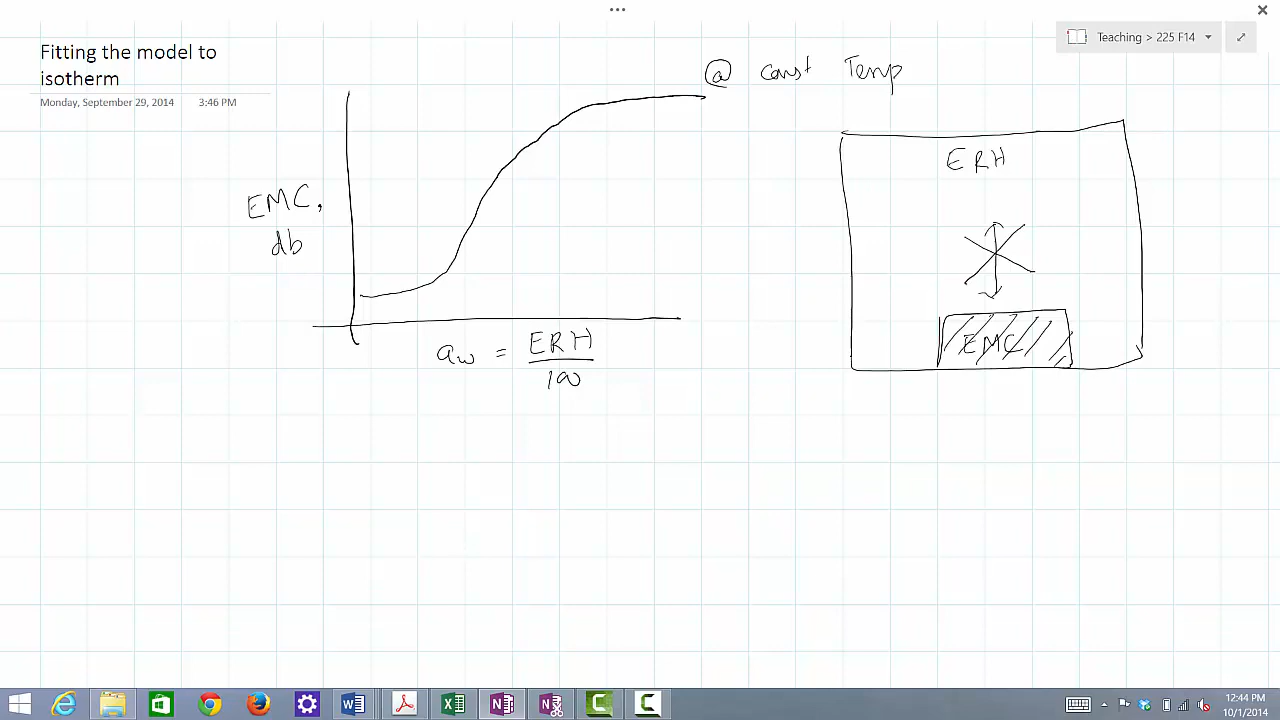 Teaching > 225 F14
Fitting the model to
isotherm
Monday, September 29, 2014 3:46 PM
@ const Temp
ERH
EMC,
db
EMC
aw = ERH
100
12:44 PM
10/1/2014